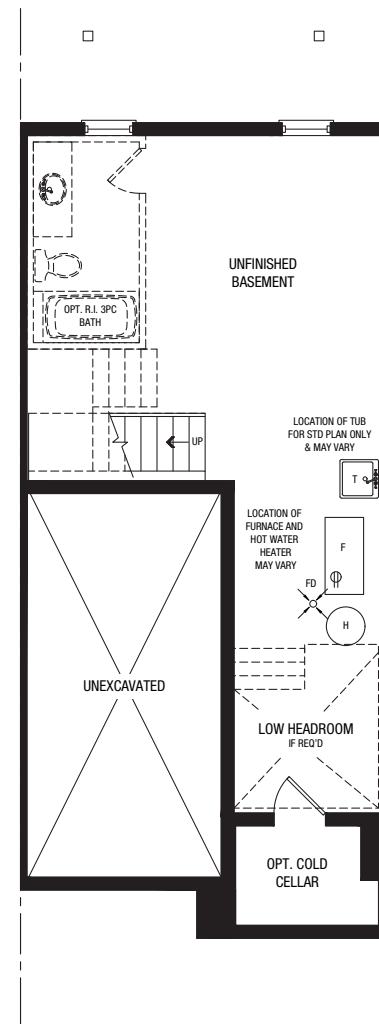 UNFINISHED
BASEMENT
OPT. R.I. 3PC
BATH
UP
LOCATION OF TUB
FOR STD PLAN ONLY
& MAY VARY
T
LOCATION OF
FURNACE AND
HOT WATER
HEATER
MAY VARY
F
FD
H
UNEXCAVATED
LOW HEADROOM
IF REQ'D
OPT. COLD
CELLAR